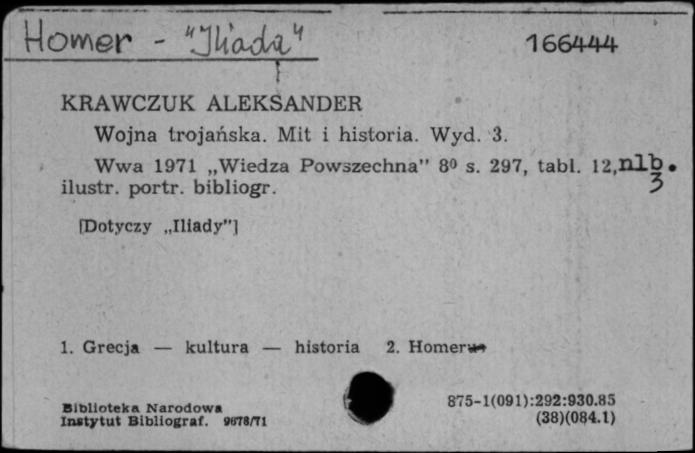 Homer - "Iliada"
166444
KRAWCZUK ALEKSANDER
Wojna trojańska. Mit i historia. Wyd. 3.
Wwa 1971 „Wiedza Powszechna" 8⁰ s. 297, tabl. 12, nlb. 3
ilustr. portr. bibliogr.
[Dotyczy „Iliady"]
1. Grecja — kultura — historia 2. Homerus
Biblioteka Narodowa
Instytut Bibliograf. 9678/71
875-1(091):292:930.85
(38)(084.1)